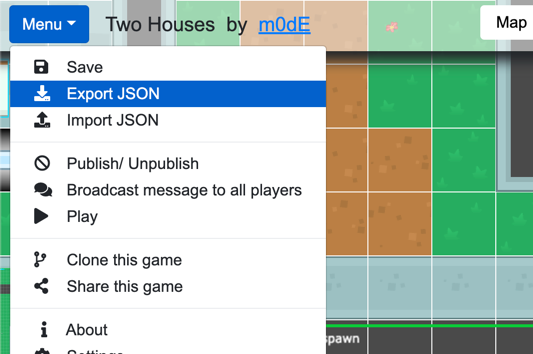 Menu Two Houses by m0dE Map
Save
Export JSON
Import JSON
Publish/ Unpublish
Broadcast message to all players
Play
Clone this game
Share this game
About
spawn
Settings